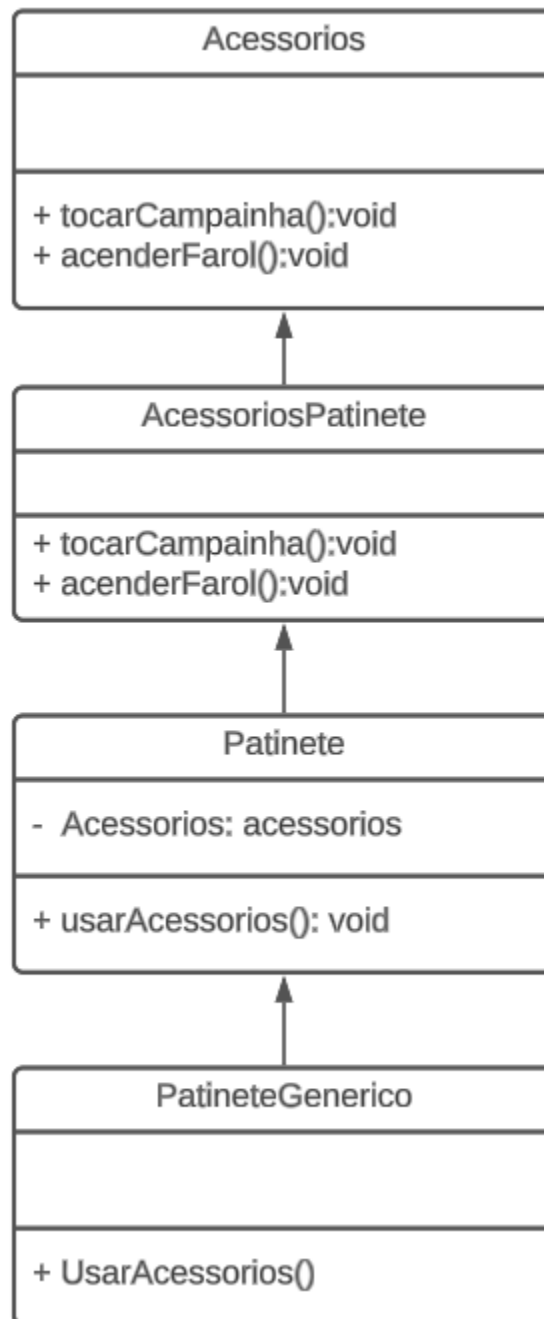 Acessorios
+ tocarCampainha():void
+ acenderFarol():void
AcessoriosPatinete
+ tocarCampainha():void
+ acenderFarol():void
Patinete
- Acessorios: acessorios
+ usarAcessorios(): void
PatineteGenerico
+ UsarAcessorios()